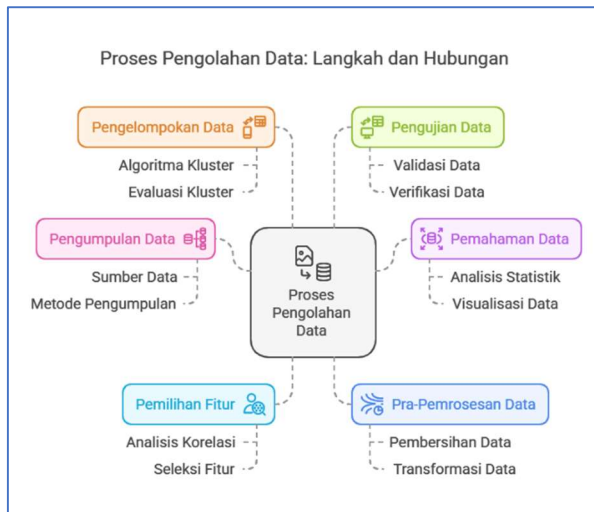 Proses Pengolahan Data: Langkah dan Hubungan
Pengelompokan Data
Algoritma Kluster
Evaluasi Kluster
Pengujian Data
Validasi Data
Verifikasi Data
Pengumpulan Data
Sumber Data
Metode Pengumpulan
Proses
Pengolahan
Data
Pemahaman Data
Analisis Statistik
Visualisasi Data
Pemilihan Fitur
Analisis Korelasi
Seleksi Fitur
Pra-Pemrosesan Data
Pembersihan Data
Transformasi Data